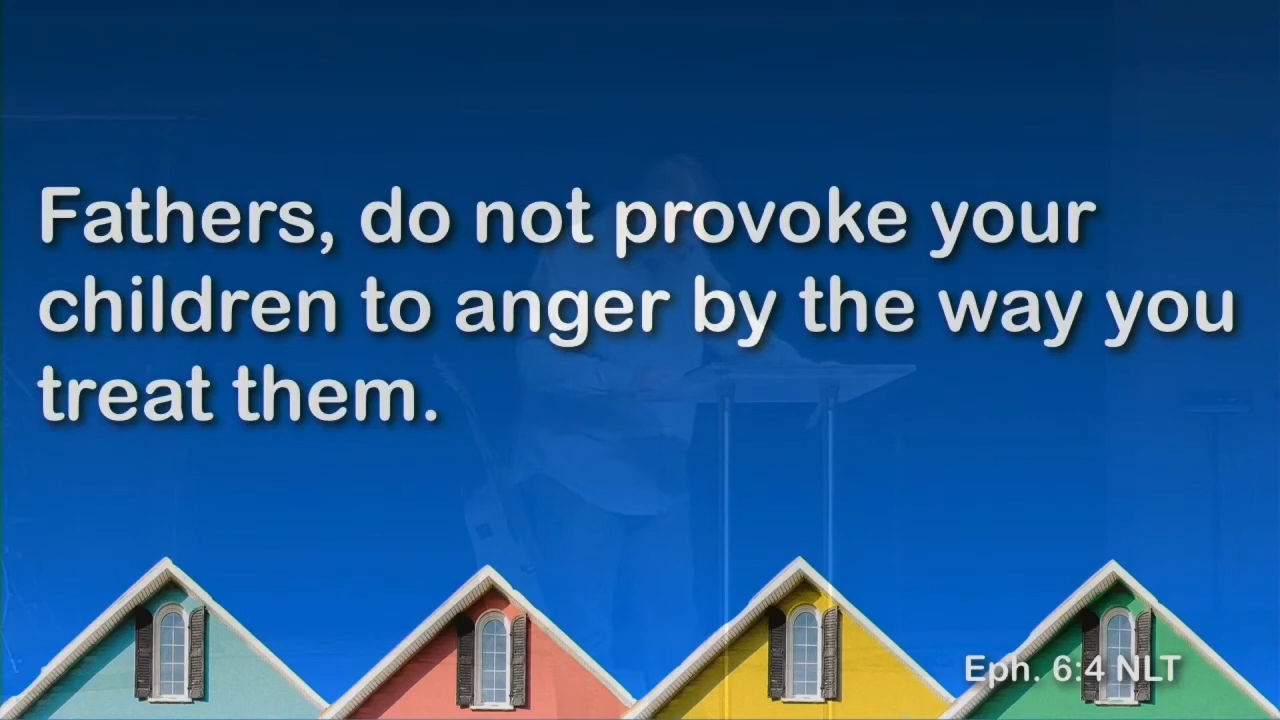 Fathers, do not provoke your
children to anger by the way you
treat them.
Eph. 6:4 NLT